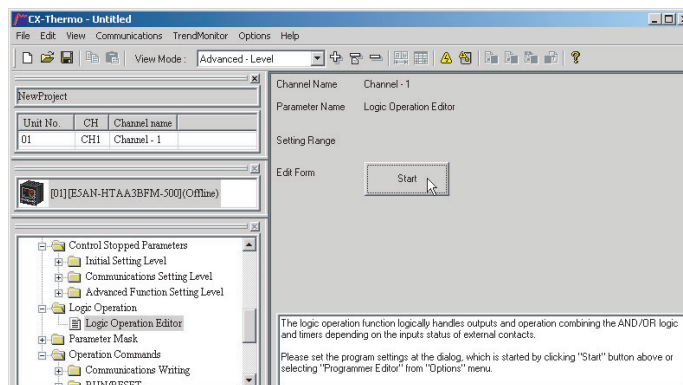 CX-Thermo - Untitled
File Edit View Communications TrendMonitor Options Help
View Mode : Advanced - Level
NewProject
Unit No. CH Channel name
01 CH1 Channel - 1
[01][E5AN-HTAA3BFM-500](Offline)
Control Stopped Parameters
Initial Setting Level
Communications Setting Level
Advanced Function Setting Level
Logic Operation
Logic Operation Editor
Parameter Mask
Operation Commands
Communications Writing
RUN/RESET
Channel Name Channel - 1
Parameter Name Logic Operation Editor
Setting Range
Edit Form Start
The logic operation function logically handles outputs and operation combining the AND/OR logic
and timers depending on the inputs status of external contacts.
Please set the program settings at the dialog, which is started by clicking "Start" button above or
selecting "Programmer Editor" from "Options" menu.